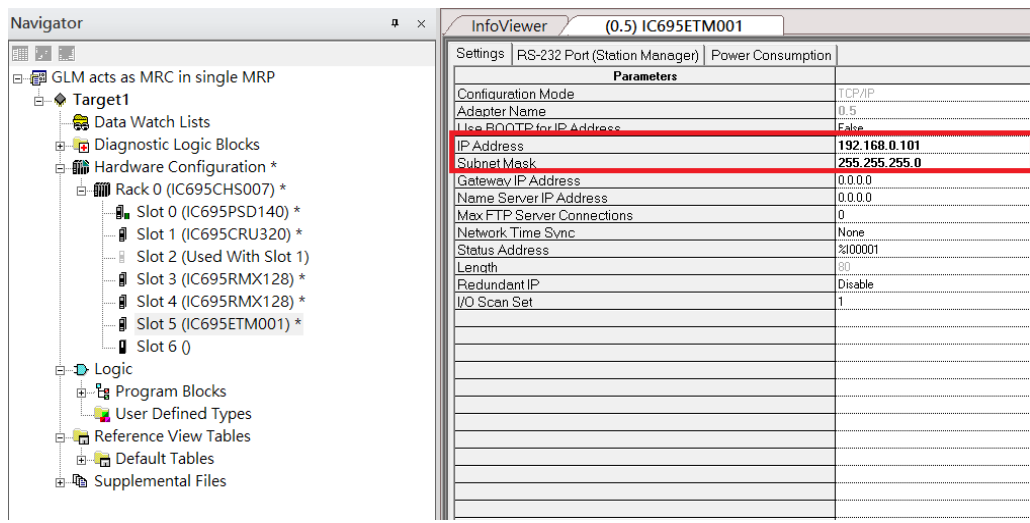 Navigator
GLM acts as MRC in single MRP
Target1
Data Watch Lists
Diagnostic Logic Blocks
Hardware Configuration *
Rack 0 (IC695CHS007) *
Slot 0 (IC695PSD140) *
Slot 1 (IC695CRU320) *
Slot 2 (Used With Slot 1)
Slot 3 (IC695RMX128) *
Slot 4 (IC695RMX128) *
Slot 5 (IC695ETM001) *
Slot 6 ()
Logic
Program Blocks
User Defined Types
Reference View Tables
Default Tables
Supplemental Files
InfoViewer (0.5) IC695ETM001
Settings RS-232 Port (Station Manager) Power Consumption
Parameters
Configuration Mode TCP/IP
Adapter Name 0.5
Use BOOTP for IP Address False
IP Address 192.168.0.101
Subnet Mask 255.255.255.0
Gateway IP Address 0.0.0.0
Name Server IP Address 0.0.0.0
Max FTP Server Connections 0
Network Time Sync None
Status Address %I00001
Length 80
Redundant IP Disable
I/O Scan Set 1